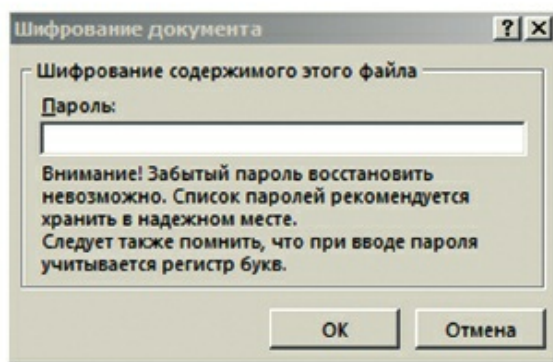 Шифрование документа
Шифрование содержимого этого файла
Пароль:
Внимание! Забытый пароль восстановить
невозможно. Список паролей рекомендуется
хранить в надежном месте.
Следует также помнить, что при вводе пароля
учитывается регистр букв.
ОК
Отмена